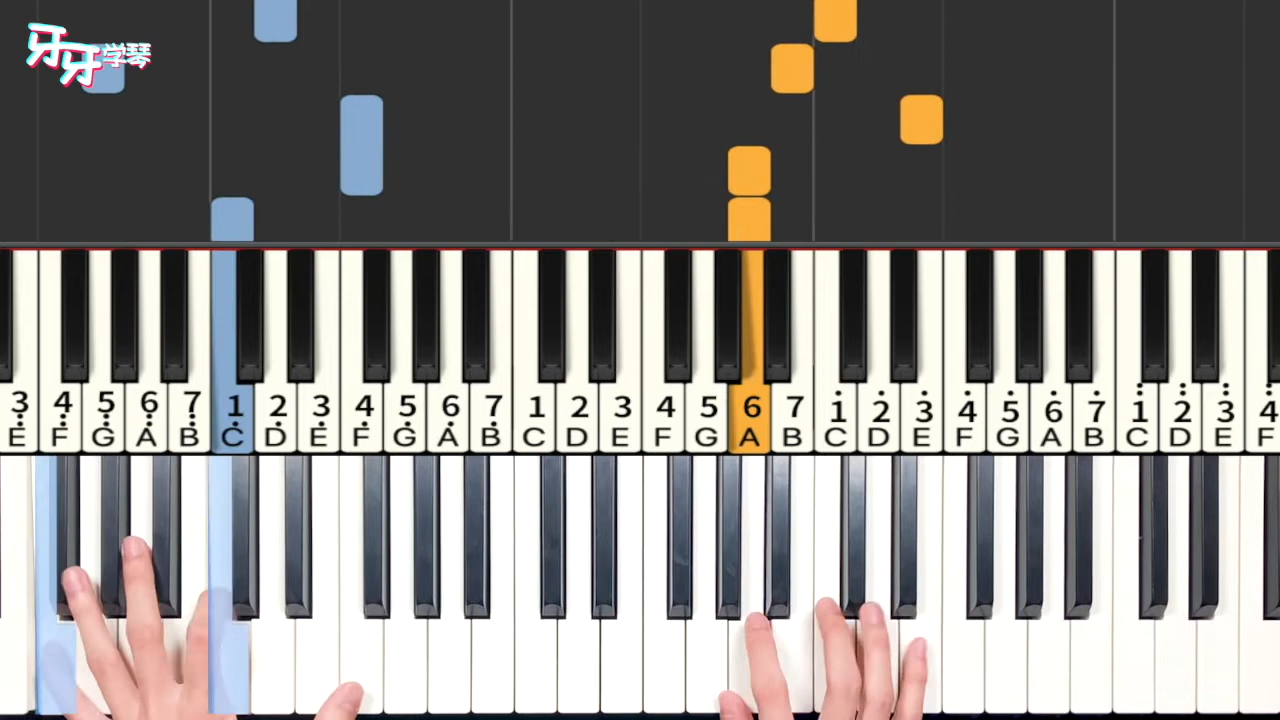 牙牙学琴
3 4 5 6 7 1 2 3 4 5 6 7 1 2 3 4 5 6 7 1 2 3 4 5 6 7 1 2 3 4
E F G A B C D E F G A B C D E F G A B C D E F G A B C D E F